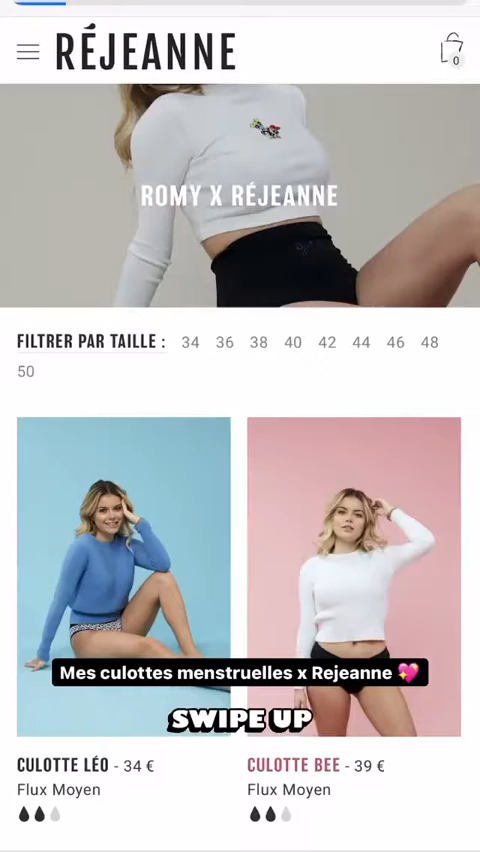 RÉJEANNE
0
ROMY X RÉJEANNE
FILTRER PAR TAILLE : 34 36 38 40 42 44 46 48
50
Mes culottes menstruelles x Rejeanne 💖
SWIPE UP
CULOTTE LÉO - 34 €
Flux Moyen
CULOTTE BEE - 39 €
Flux Moyen